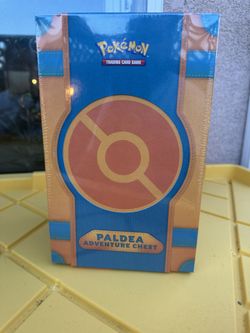 Pokémon
TRADING CARD GAME
PALDEA
ADVENTURE CHEST